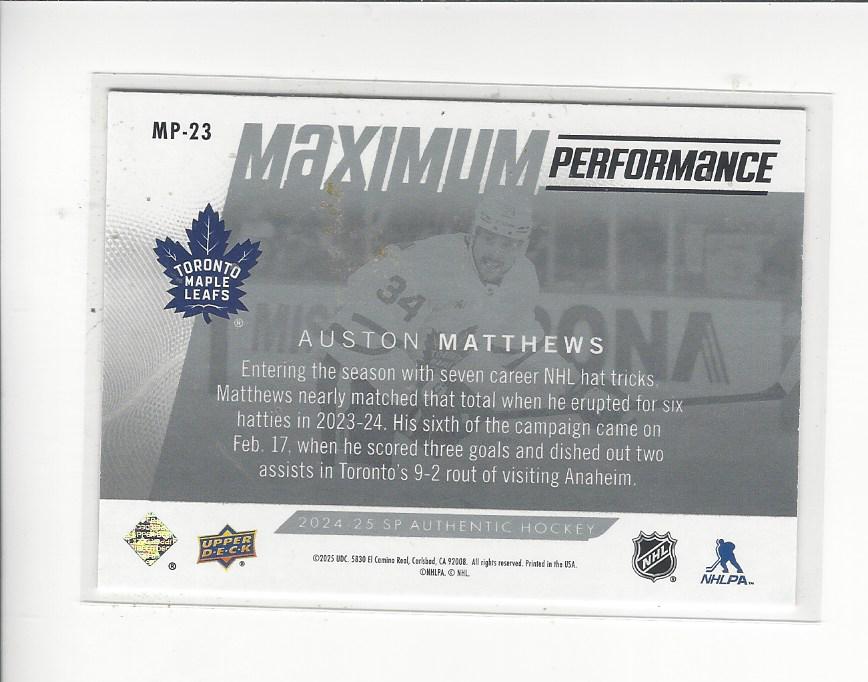 MP-23
MAXIMUM PERFORMANCE
TORONTO
MAPLE
LEAFS
®
34
AUSTON MATTHEWS
Entering the season with seven career NHL hat tricks,
Matthews nearly matched that total when he erupted for six
hatties in 2023-24. His sixth of the campaign came on
Feb. 17, when he scored three goals and dished out two
assists in Toronto's 9-2 rout of visiting Anaheim.
2024-25 SP AUTHENTIC HOCKEY
® UPPER D·E·C·K ®
©2025 UDC. 5830 El Camino Real, Carlsbad, CA 92008. All rights reserved. Printed in the USA.
©NHLPA. © NHL.
NHL ®
NHLPA™